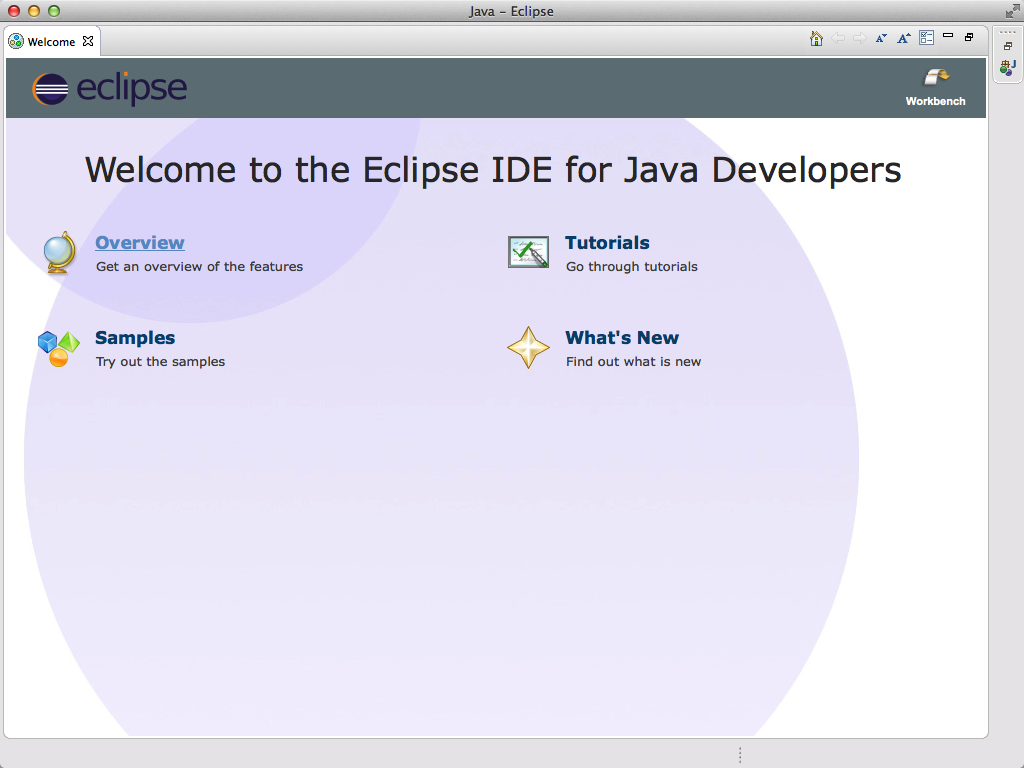 Java – Eclipse
Welcome
eclipse
Workbench
Welcome to the Eclipse IDE for Java Developers
Overview
Get an overview of the features
Tutorials
Go through tutorials
Samples
Try out the samples
What's New
Find out what is new